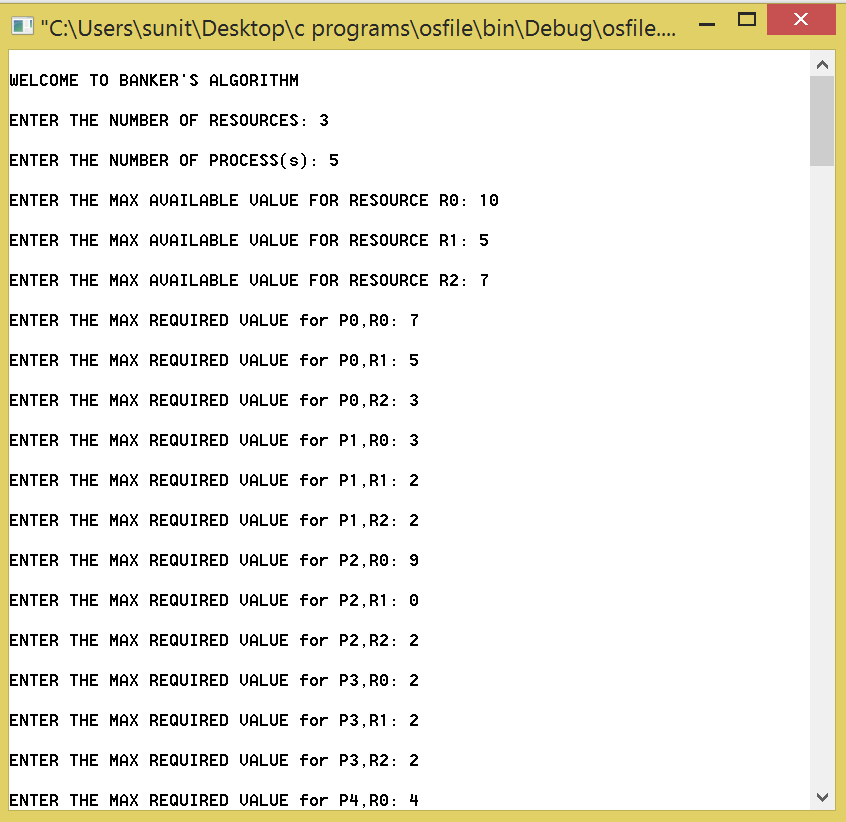 "C:\Users\sunit\Desktop\c programs\osfile\bin\Debug\osfile....
WELCOME TO BANKER'S ALGORITHM
ENTER THE NUMBER OF RESOURCES: 3
ENTER THE NUMBER OF PROCESS(s): 5
ENTER THE MAX AVAILABLE VALUE FOR RESOURCE R0: 10
ENTER THE MAX AVAILABLE VALUE FOR RESOURCE R1: 5
ENTER THE MAX AVAILABLE VALUE FOR RESOURCE R2: 7
ENTER THE MAX REQUIRED VALUE for P0,R0: 7
ENTER THE MAX REQUIRED VALUE for P0,R1: 5
ENTER THE MAX REQUIRED VALUE for P0,R2: 3
ENTER THE MAX REQUIRED VALUE for P1,R0: 3
ENTER THE MAX REQUIRED VALUE for P1,R1: 2
ENTER THE MAX REQUIRED VALUE for P1,R2: 2
ENTER THE MAX REQUIRED VALUE for P2,R0: 9
ENTER THE MAX REQUIRED VALUE for P2,R1: 0
ENTER THE MAX REQUIRED VALUE for P2,R2: 2
ENTER THE MAX REQUIRED VALUE for P3,R0: 2
ENTER THE MAX REQUIRED VALUE for P3,R1: 2
ENTER THE MAX REQUIRED VALUE for P3,R2: 2
ENTER THE MAX REQUIRED VALUE for P4,R0: 4